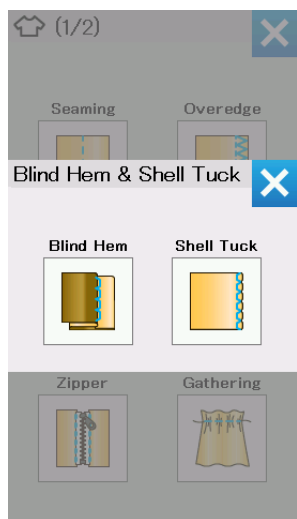 (1/2)
Seaming Overedge
Blind Hem & Shell Tuck
Blind Hem Shell Tuck
Zipper Gathering